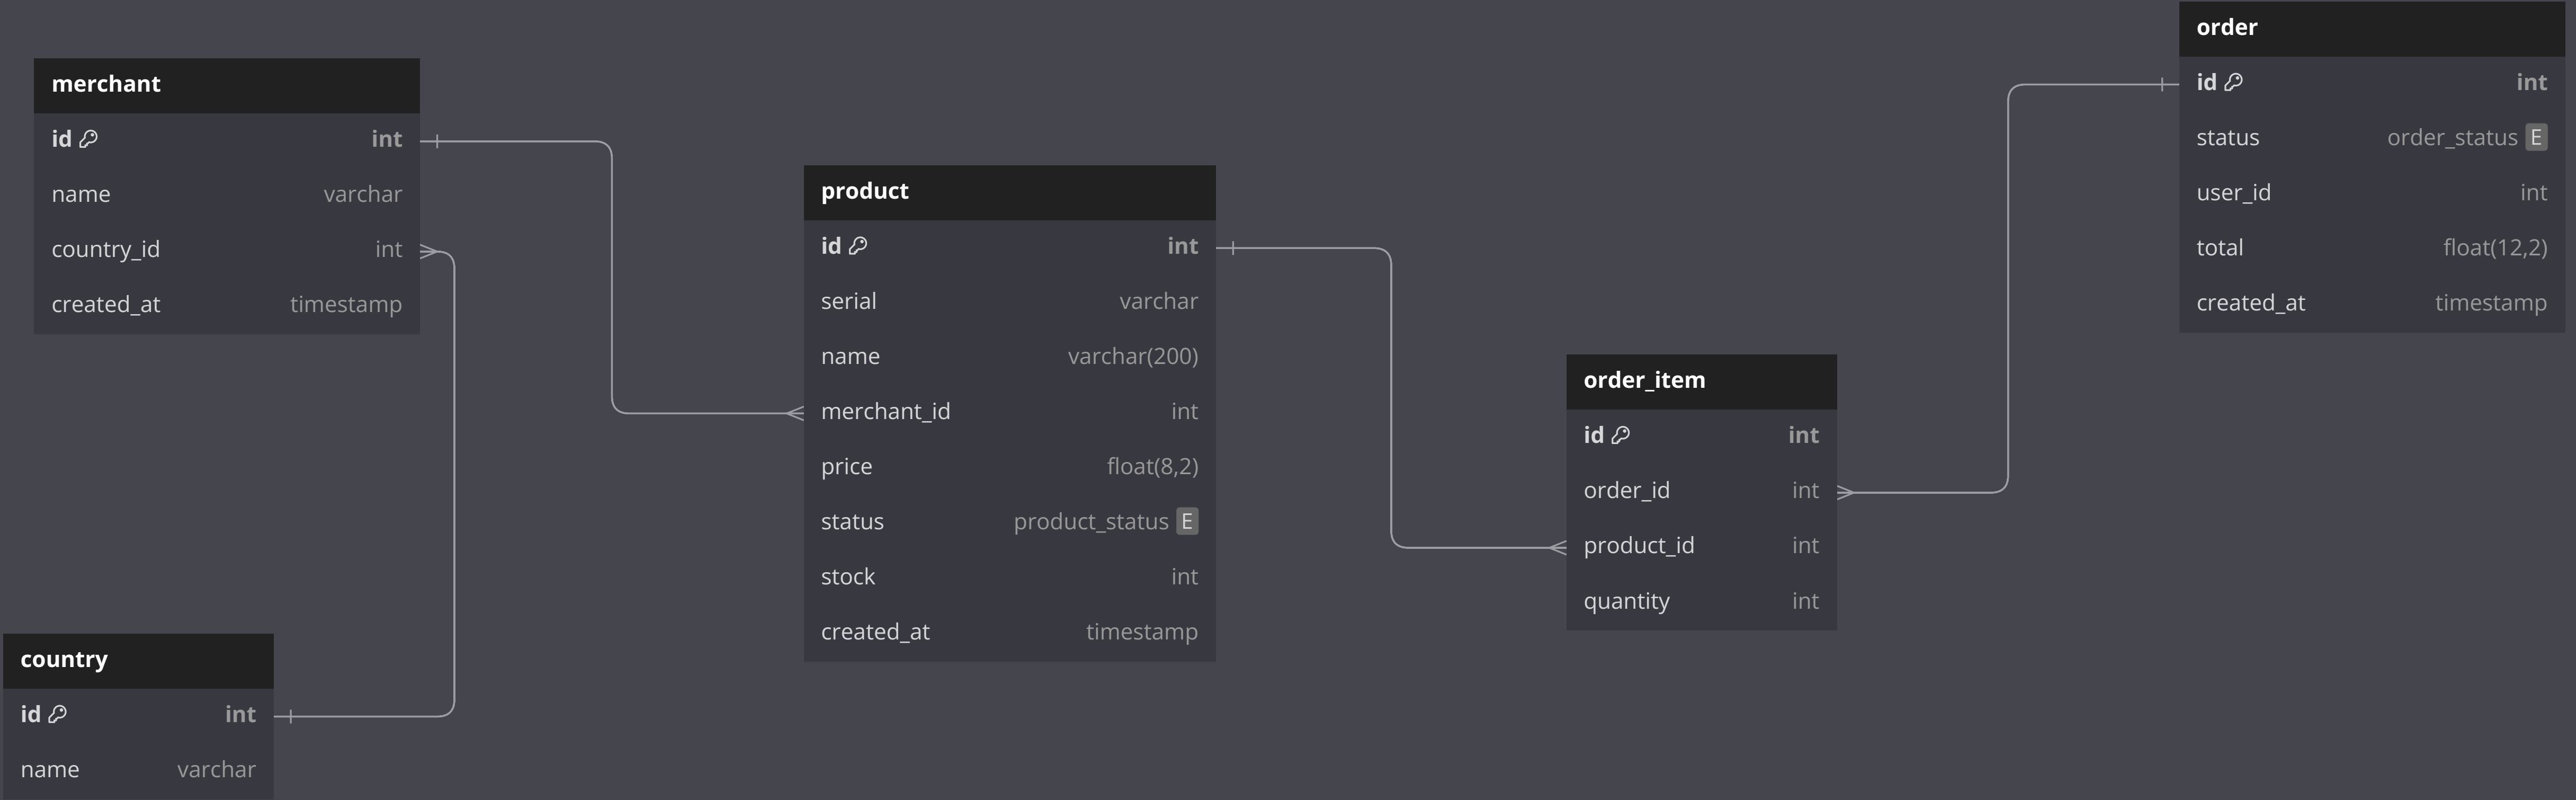 merchant
id int
name varchar
country_id int
created_at timestamp
country
id int
name varchar
product
id int
serial varchar
name varchar(200)
merchant_id int
price float(8,2)
status product_status E
stock int
created_at timestamp
order_item
id int
order_id int
product_id int
quantity int
order
id int
status order_status E
user_id int
total float(12,2)
created_at timestamp